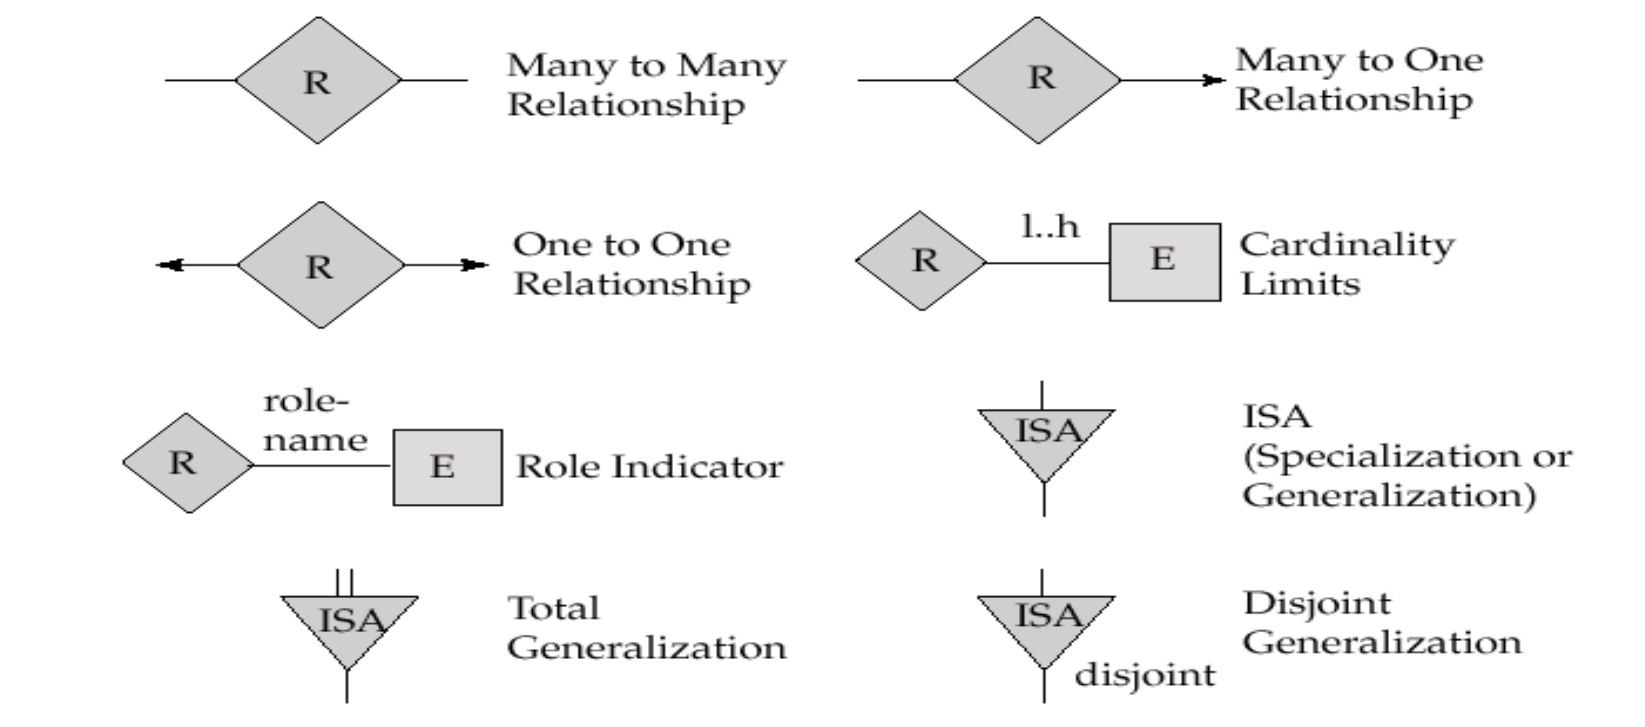 R
Many to Many
Relationship
R
Many to One
Relationship
R
One to One
Relationship
R
l..h
E
Cardinality
Limits
R
role-
name
E
Role Indicator
ISA
ISA
(Specialization or
Generalization)
ISA
Total
Generalization
ISA
disjoint
Disjoint
Generalization